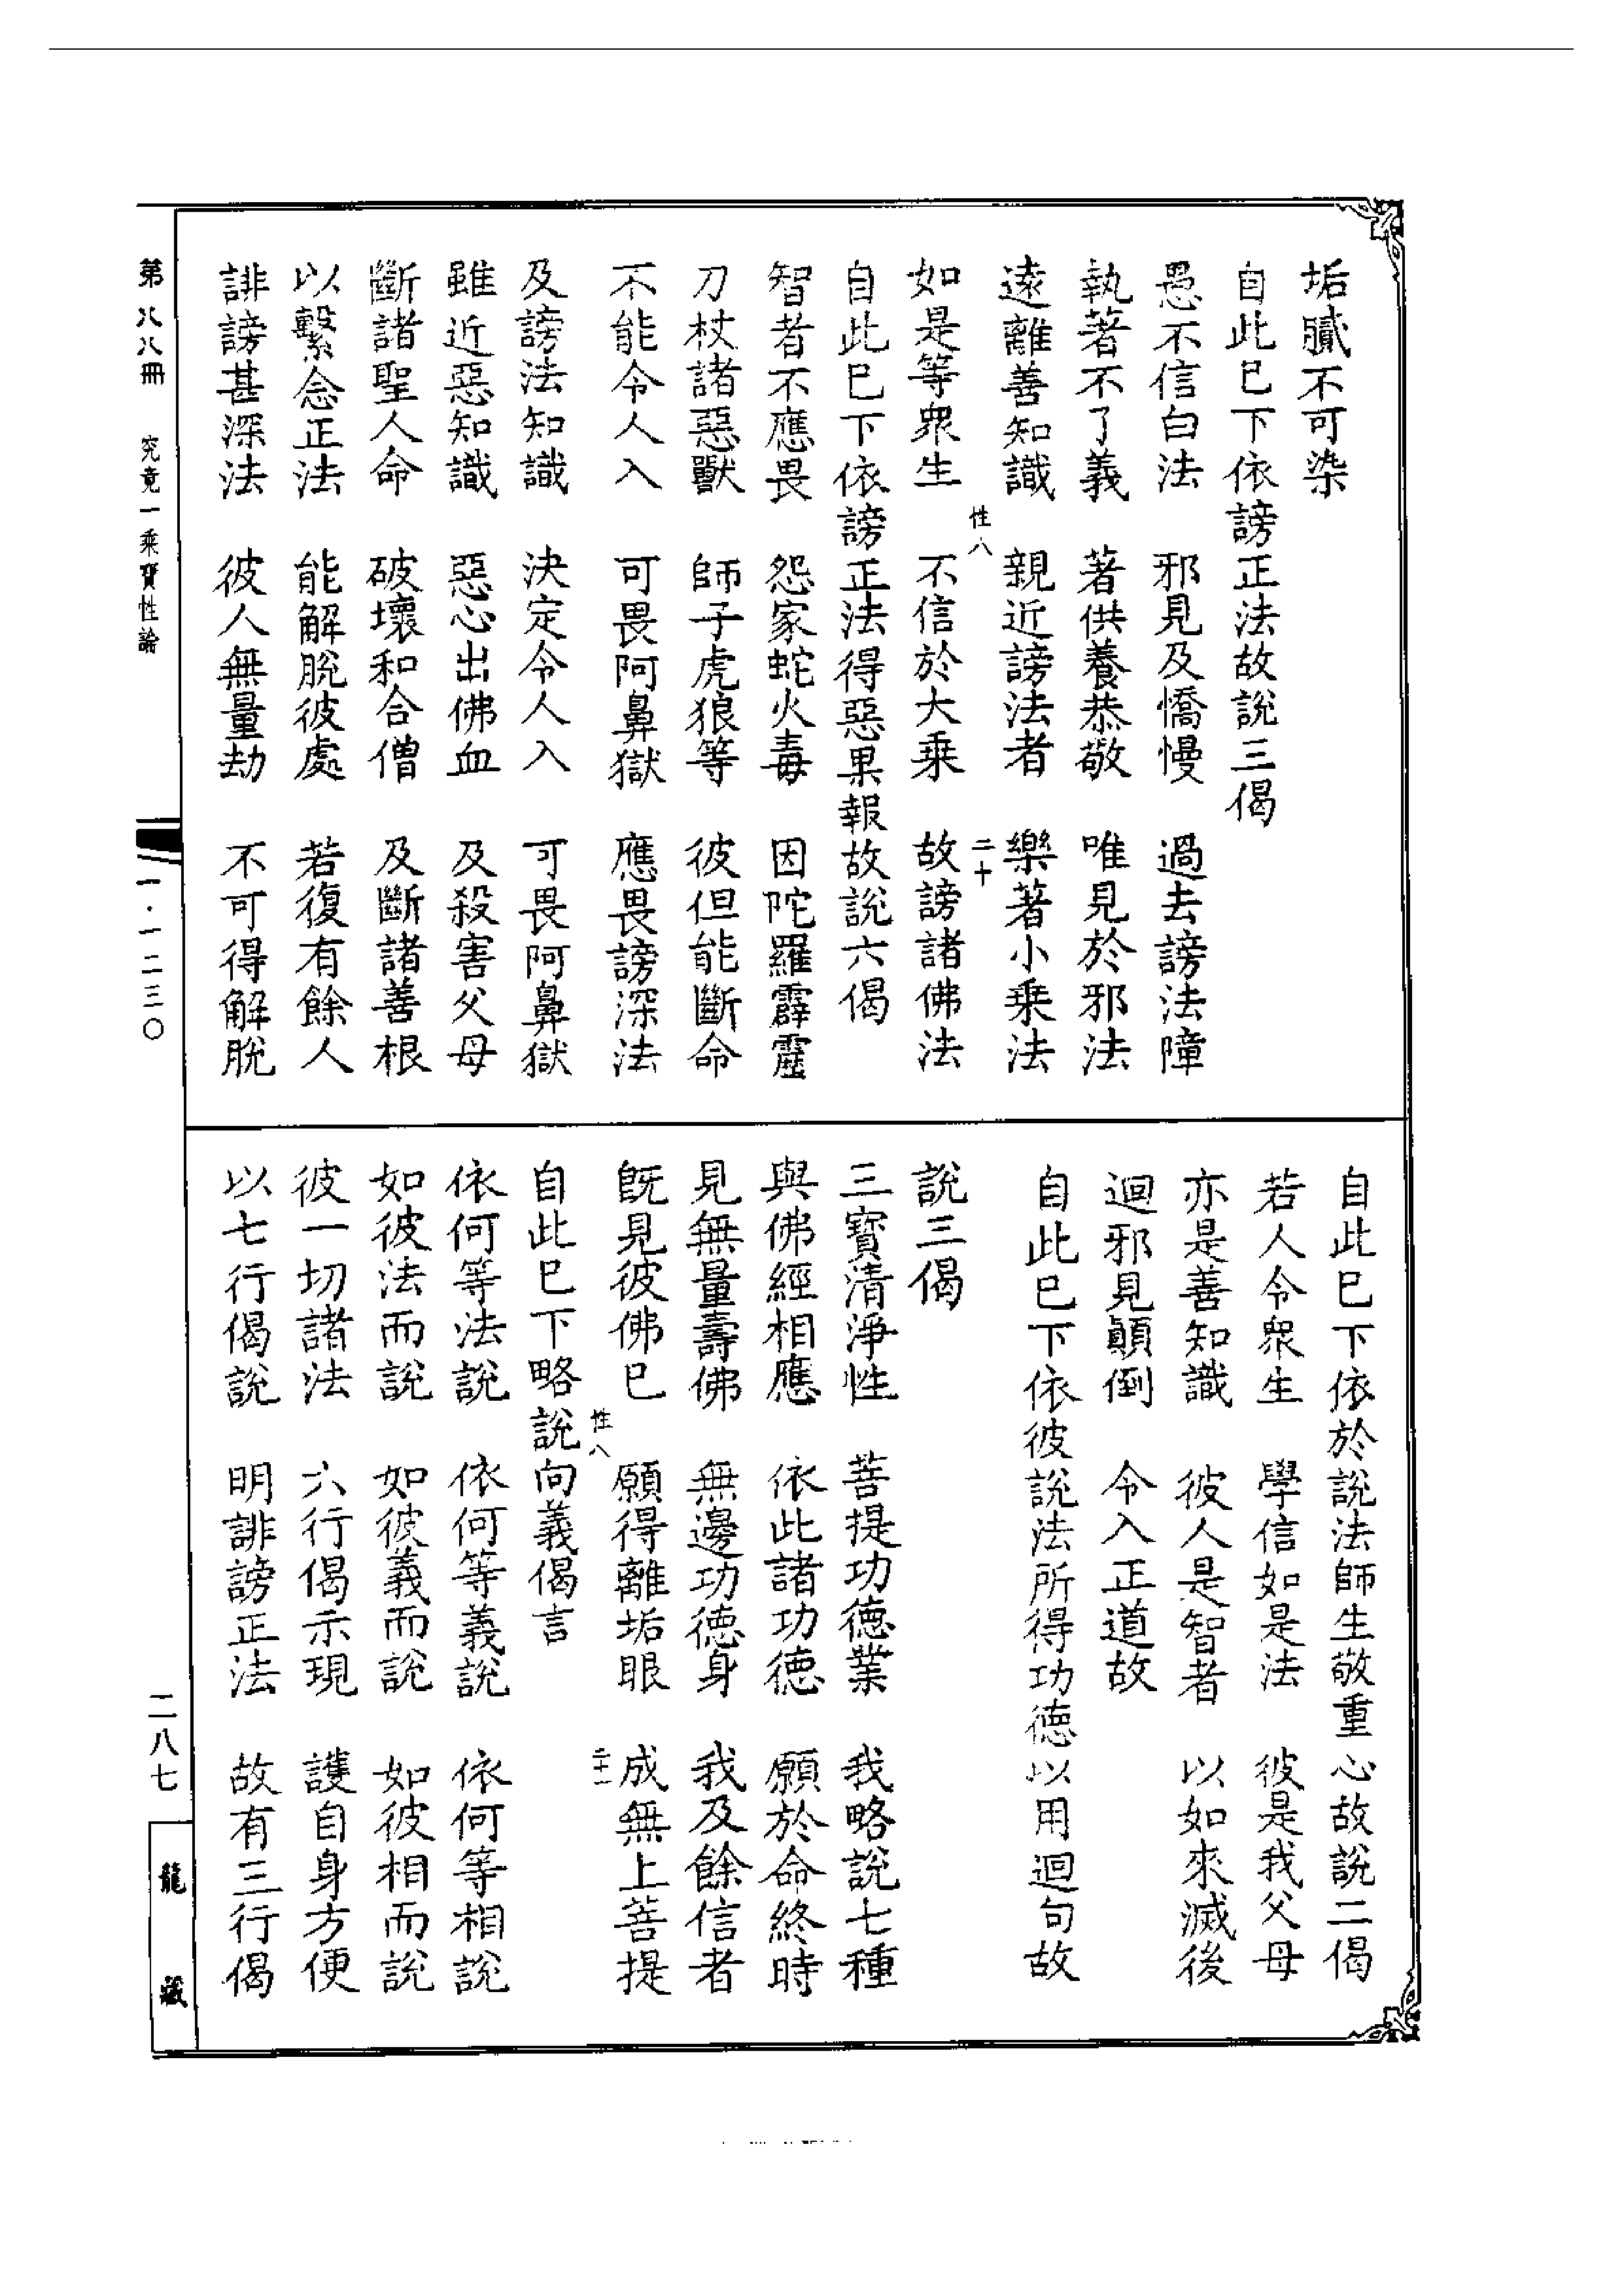 垢膩不可染
自此已下依謗正法故說三偈
愚不信白法　邪見及憍慢　過去謗法障
執著不了義　著供養恭敬　唯見於邪法
遠離善知識　親近謗法者　樂著小乘法
性八　二十
如是等衆生　不信於大乘　故謗諸佛法
自此已下依謗正法得惡果報故說六偈
智者不應畏　怨家蛇火毒　因陀羅霹靂
刀杖諸惡獸　師子虎狼等　彼但能斷命
不能令人入　可畏阿鼻獄　應畏謗深法
及謗法知識　決定令人入　可畏阿鼻獄
雖近惡知識　惡心出佛血　及殺害父母
斷諸聖人命　破壞和合僧　及斷諸善根
以繫念正法　能解脫彼處　若復有餘人
誹謗甚深法　彼人無量劫　不可得解脫
自此已下依於說法師生敬重心故說二偈
若人令衆生　學信如是法　彼是我父母
亦是善知識　彼人是智者　以如來滅後
迴邪見顚倒　令入正道故
自此已下依彼說法所得功德以用迴句故
說三偈
三寶清淨性　菩提功德業　我略說七種
與佛經相應　依此諸功德　願於命終時
見無量壽佛　無邊功德身　我及餘信者
旣見彼佛已　願得離垢眼　成無上菩提
性八　二十一
自此已下略說向義偈言
依何等法說　依何等義說　依何等相說
如彼法而說　如彼義而說　如彼相而說
彼一切諸法　六行偈示現　護自身方便
以七行偈說　明誹謗正法　故有三行偈
第八八冊　究竟一乘寶性論
一·一二三〇
二八七
龍藏